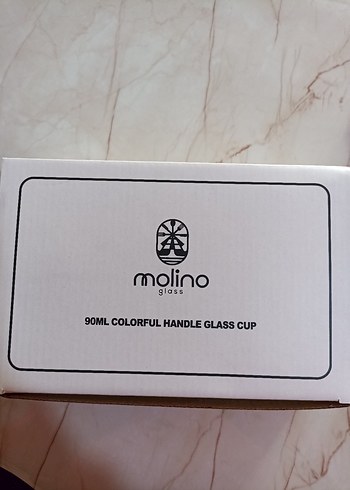 molino
glass
90ML COLORFUL HANDLE GLASS CUP